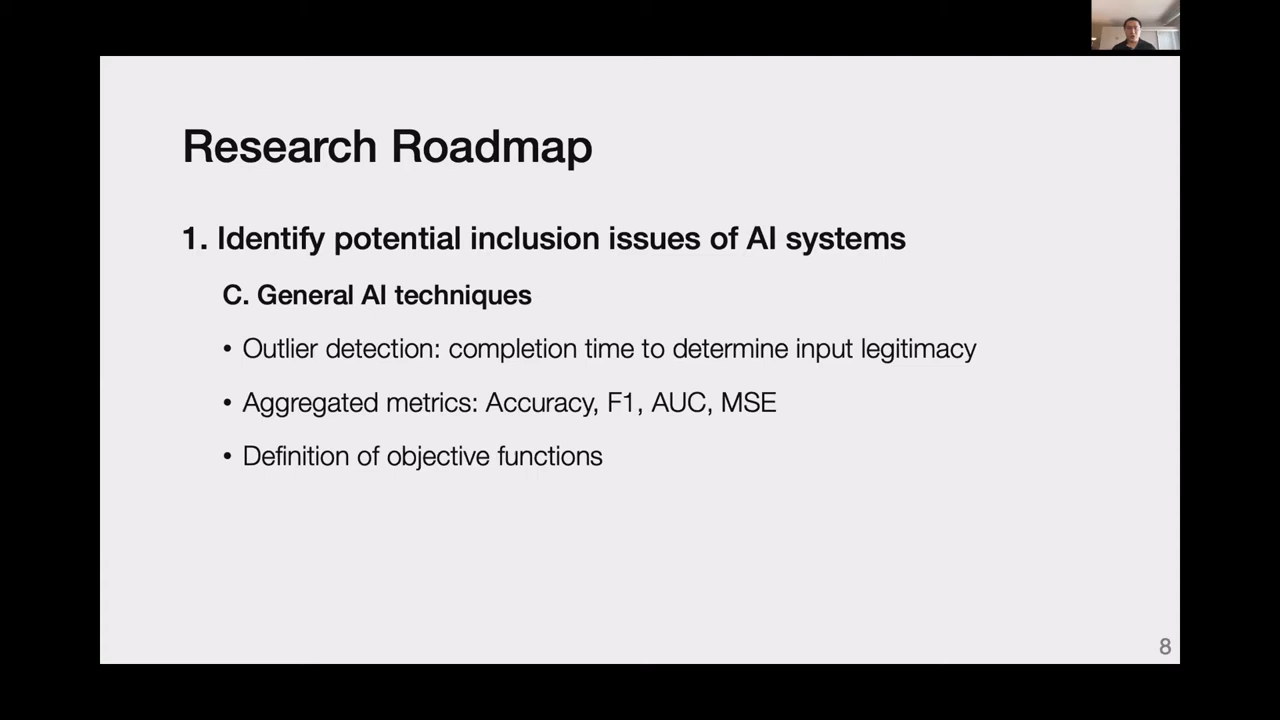 Research Roadmap
1. Identify potential inclusion issues of AI systems
C. General AI techniques
• Outlier detection: completion time to determine input legitimacy
• Aggregated metrics: Accuracy, F1, AUC, MSE
• Definition of objective functions
8